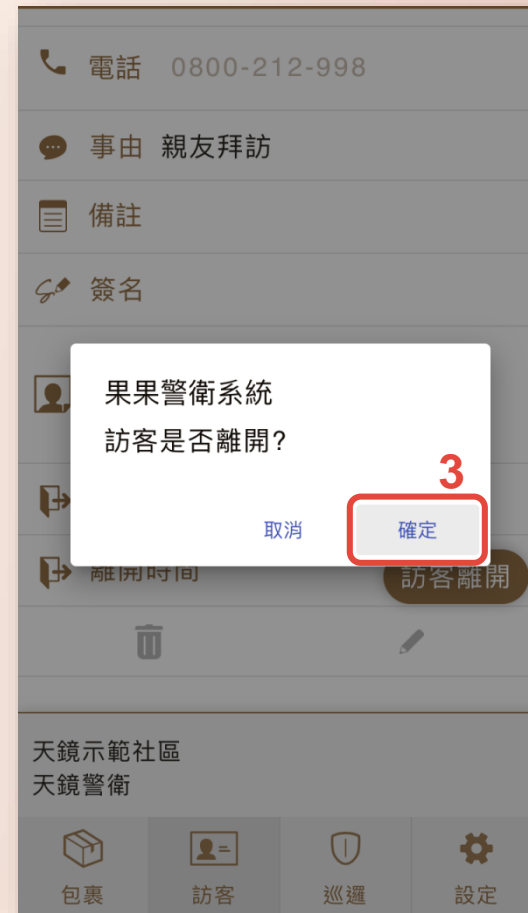 電話 0800-212-998
事由 親友拜訪
備註
簽名
果果警衛系統
訪客是否離開?
3
取消 確定
離開時間 訪客離開
天鏡示範社區
天鏡警衛
包裹 訪客 巡邏 設定